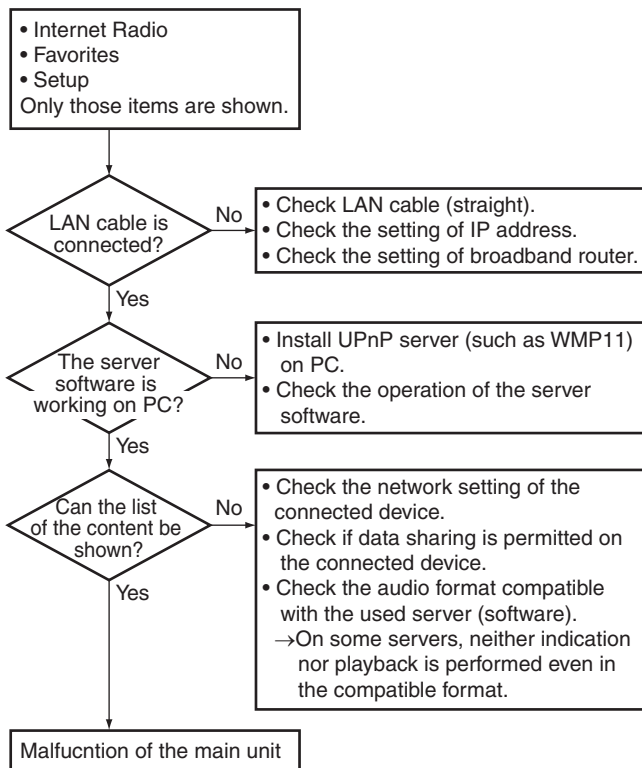 • Internet Radio
• Favorites
• Setup
Only those items are shown.
LAN cable is
connected?
No
• Check LAN cable (straight).
• Check the setting of IP address.
• Check the setting of broadband router.
Yes
The server
software is
working on PC?
No
• Install UPnP server (such as WMP11)
on PC.
• Check the operation of the server
software.
Yes
Can the list
of the content be
shown?
No
• Check the network setting of the
connected device.
• Check if data sharing is permitted on
the connected device.
• Check the audio format compatible
with the used server (software).
→On some servers, neither indication
nor playback is performed even in
the compatible format.
Yes
Malfucntion of the main unit